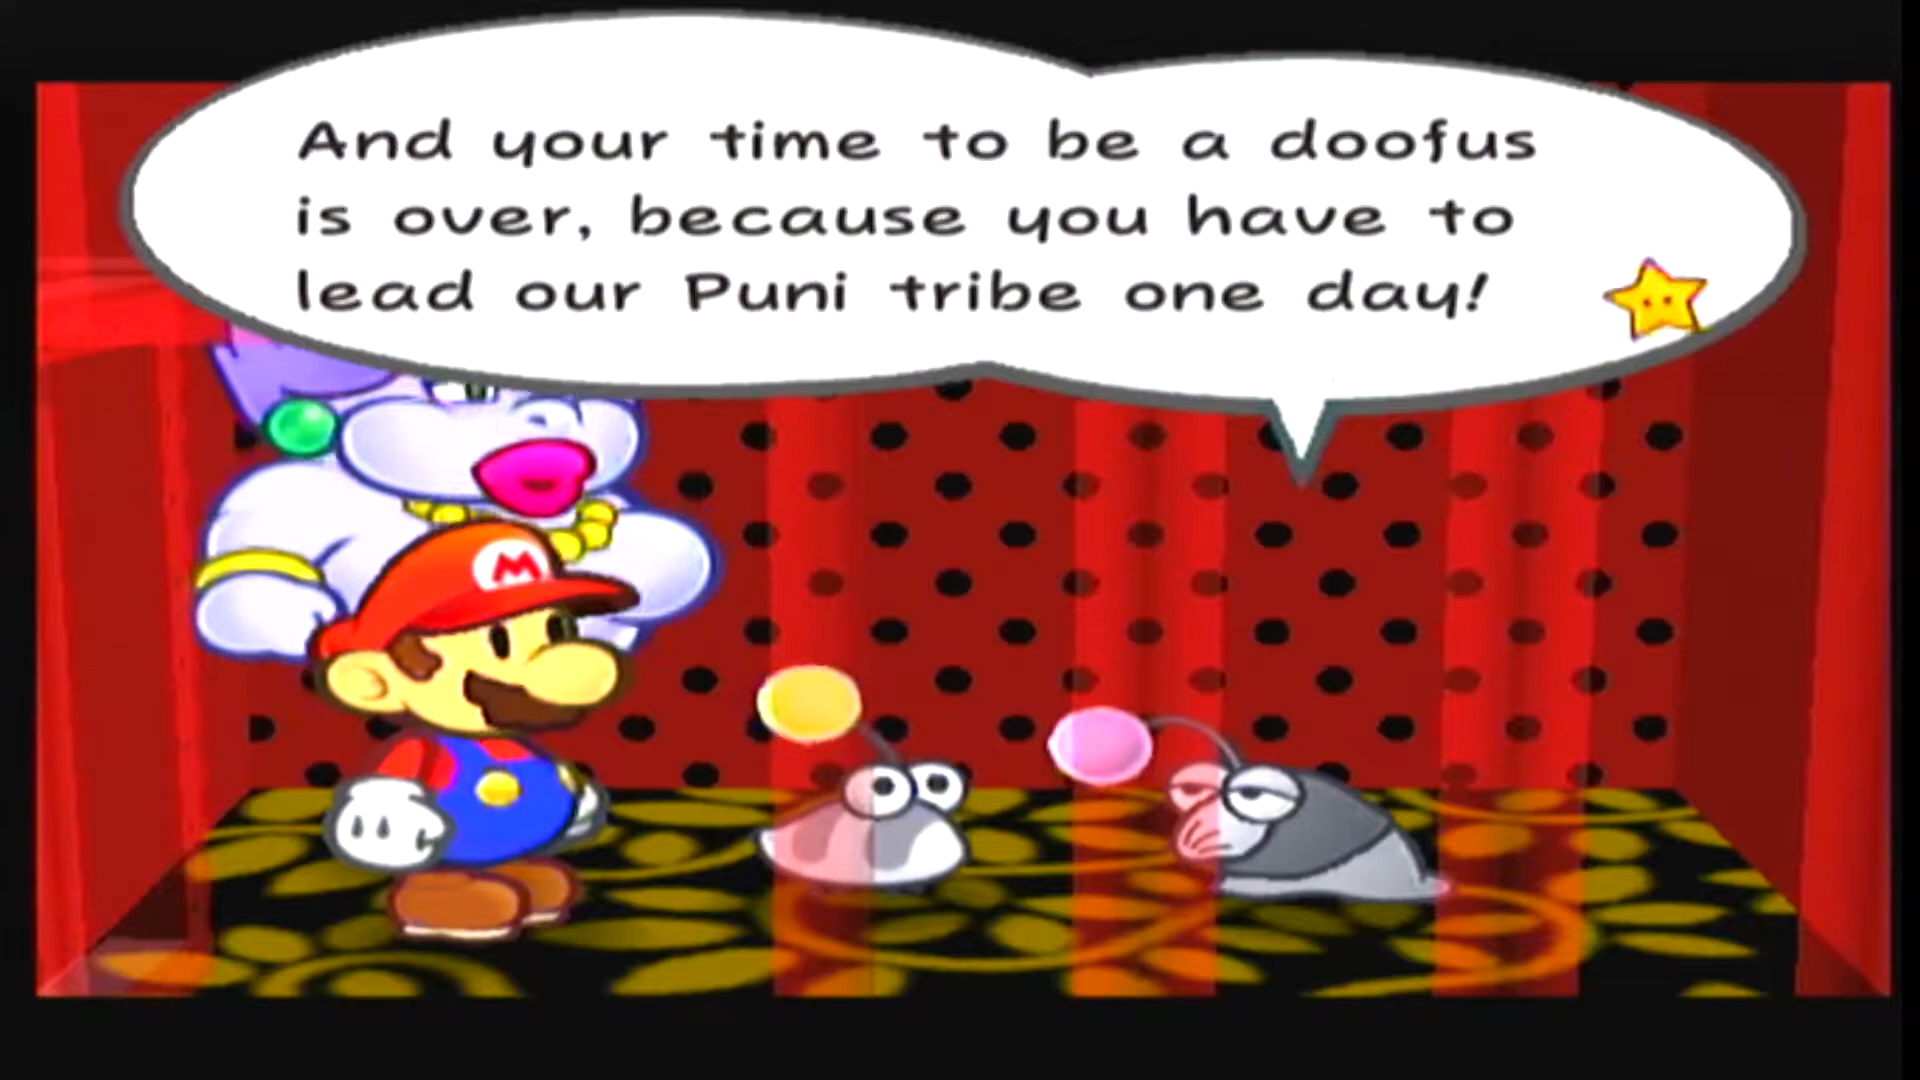 And your time to be a doofus
is over, because you have to
lead our Puni tribe one day!
M